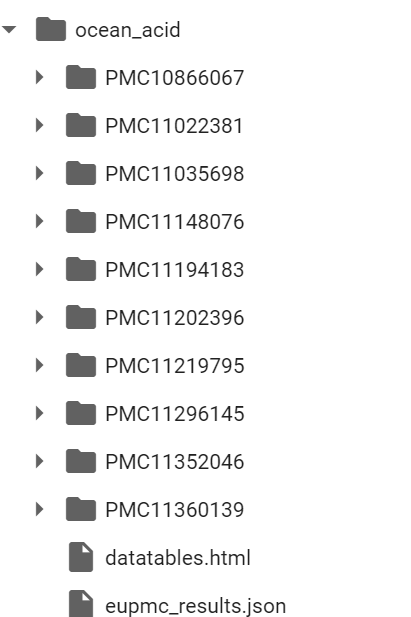 ocean_acid
PMC10866067
PMC11022381
PMC11035698
PMC11148076
PMC11194183
PMC11202396
PMC11219795
PMC11296145
PMC11352046
PMC11360139
datatables.html
eupmc_results.json